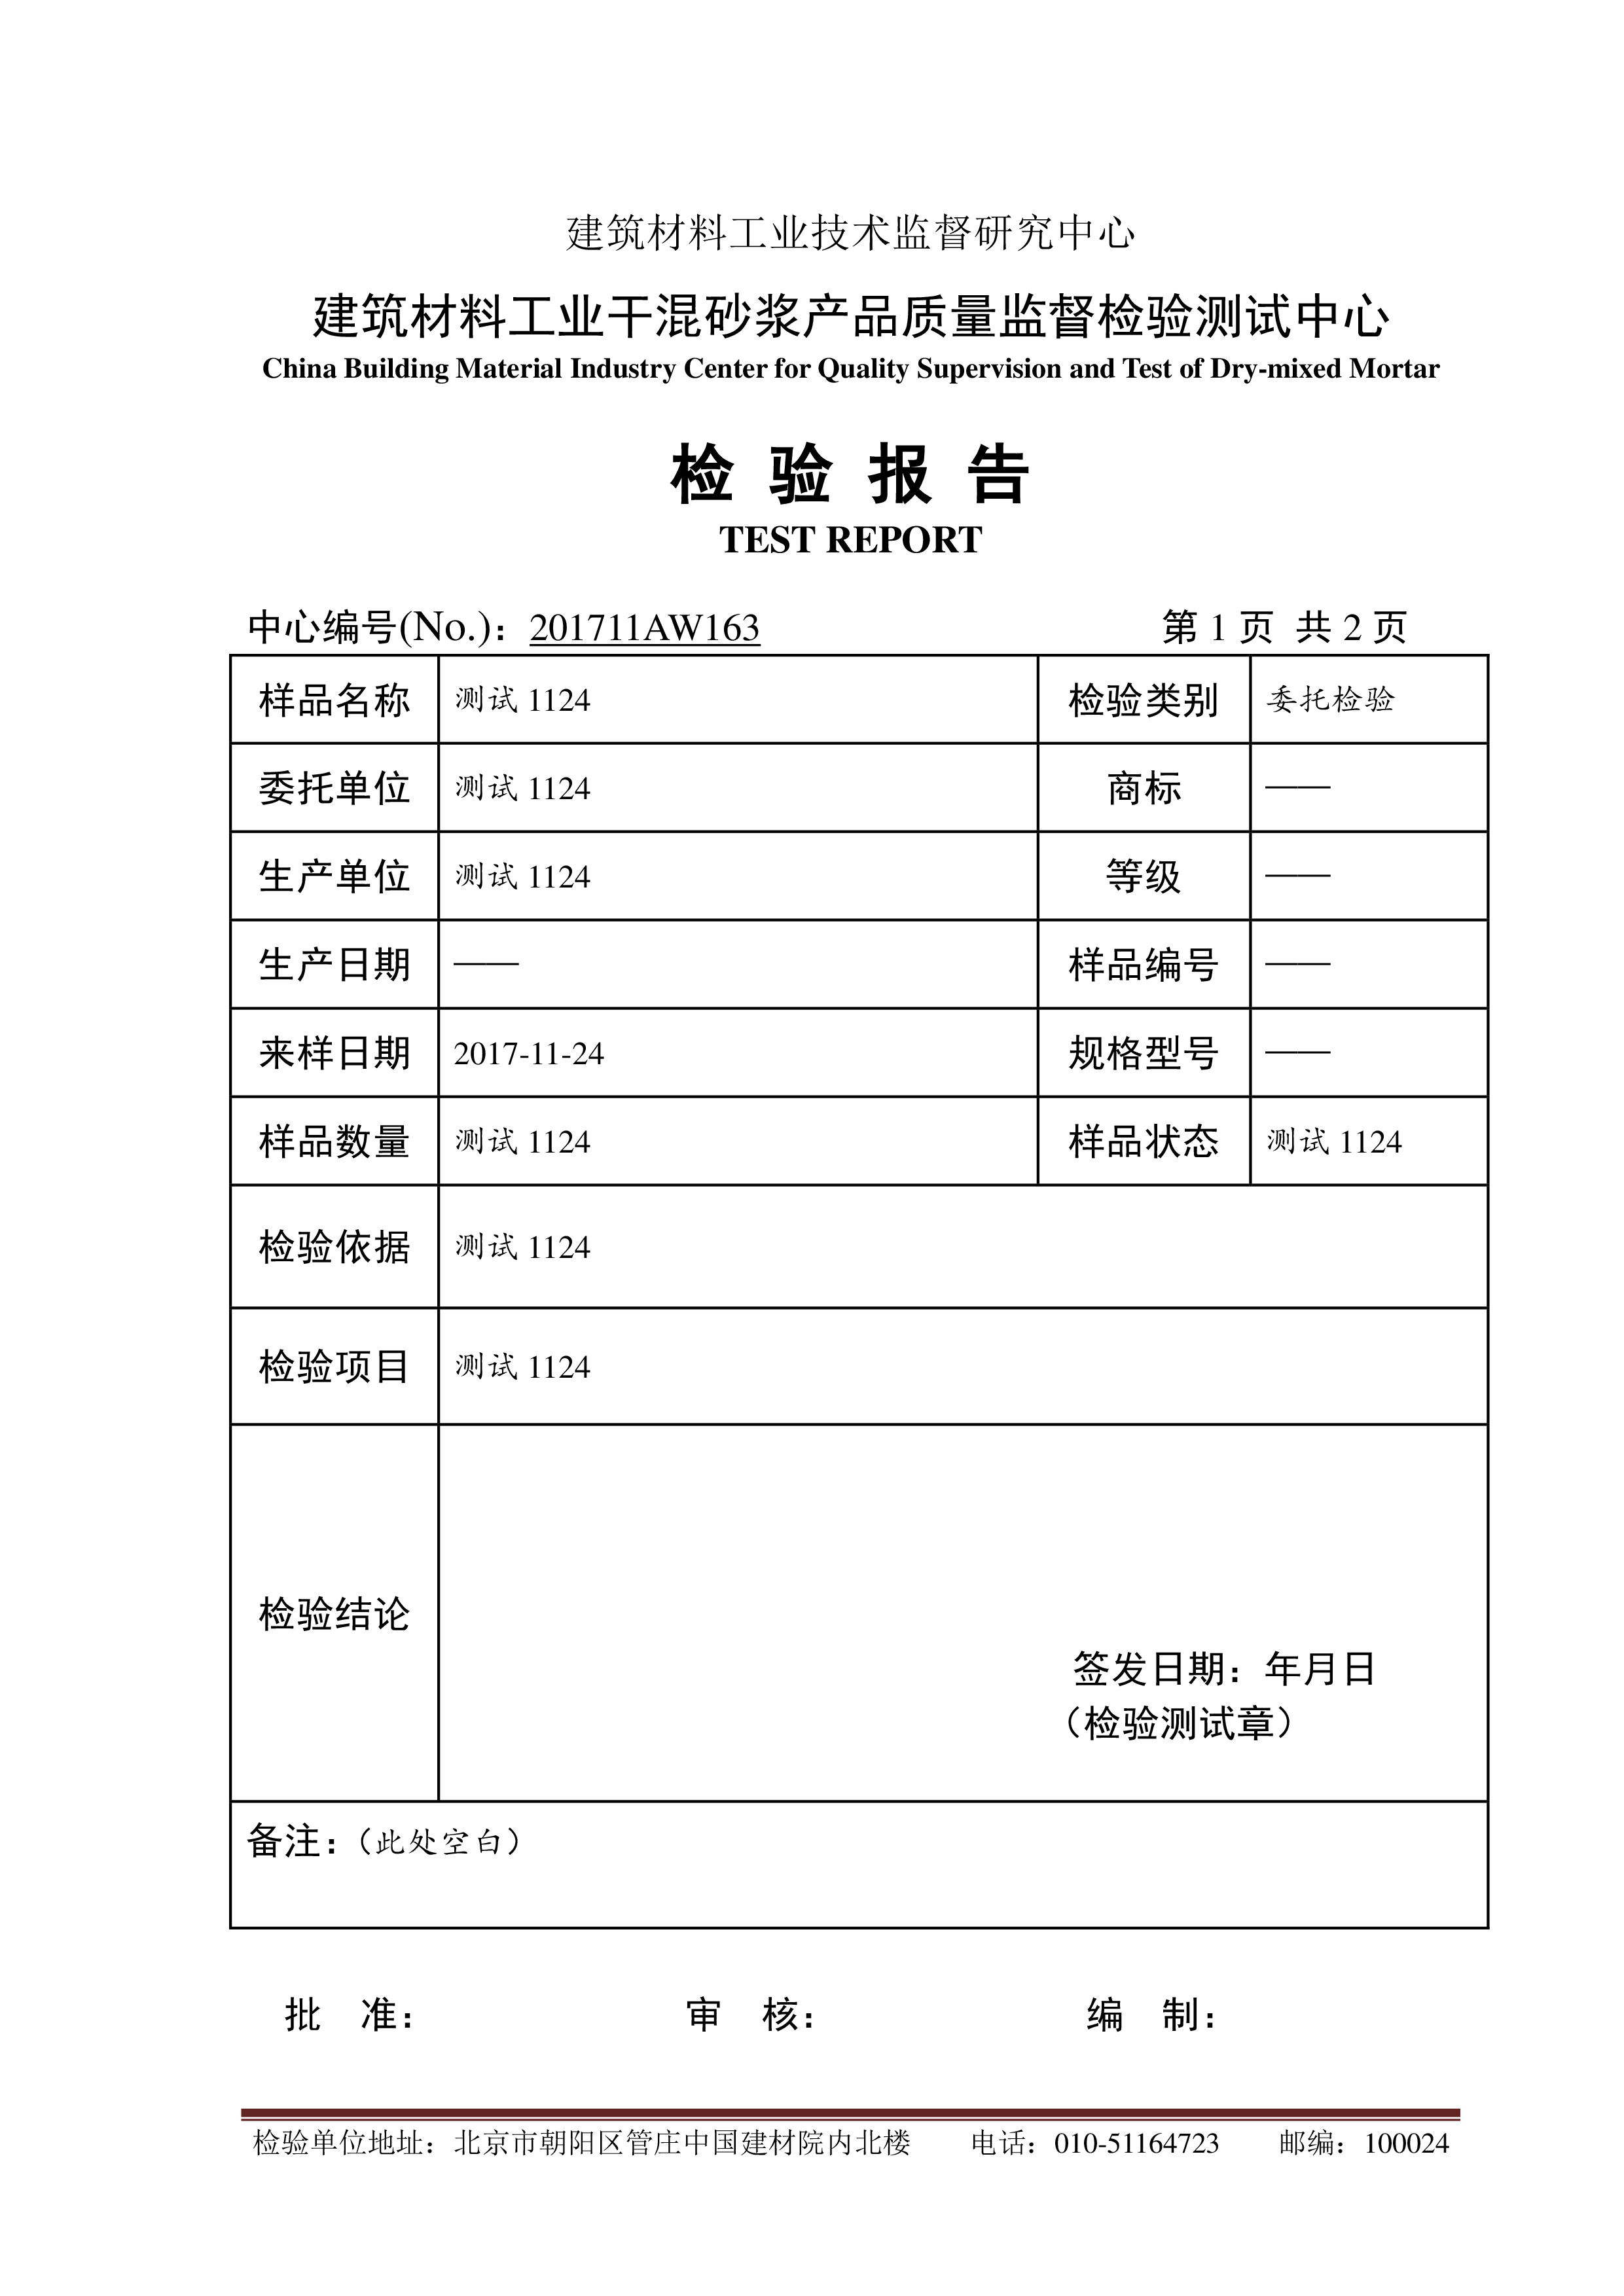 建筑材料工业技术监督研究中心
建筑材料工业干混砂浆产品质量监督检验测试中心
China Building Material Industry Center for Quality Supervision and Test of Dry-mixed Mortar
检 验 报 告
TEST REPORT
中心编号(No.)：201711AW163 第 1 页 共 2 页
样品名称 测试 1124 检验类别 委托检验
委托单位 测试 1124 商标 ——
生产单位 测试 1124 等级 ——
生产日期 —— 样品编号 ——
来样日期 2017-11-24 规格型号 ——
样品数量 测试 1124 样品状态 测试 1124
检验依据 测试 1124
检验项目 测试 1124
检验结论
签发日期：年月日
（检验测试章）
备注：（此处空白）
批 准： 审 核： 编 制：
检验单位地址：北京市朝阳区管庄中国建材院内北楼 电话：010-51164723 邮编：100024